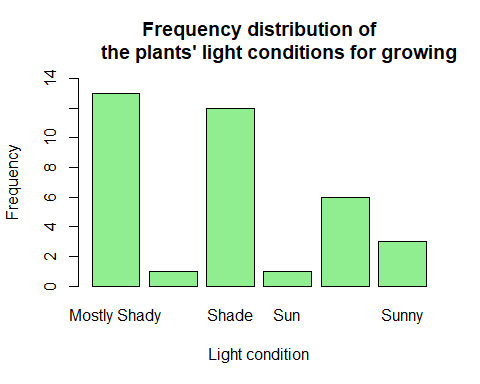 Frequency distribution of
the plants' light conditions for growing
Frequency
14
10
8
6
4
2
0
Mostly Shady Shade Sun Sunny
Light condition